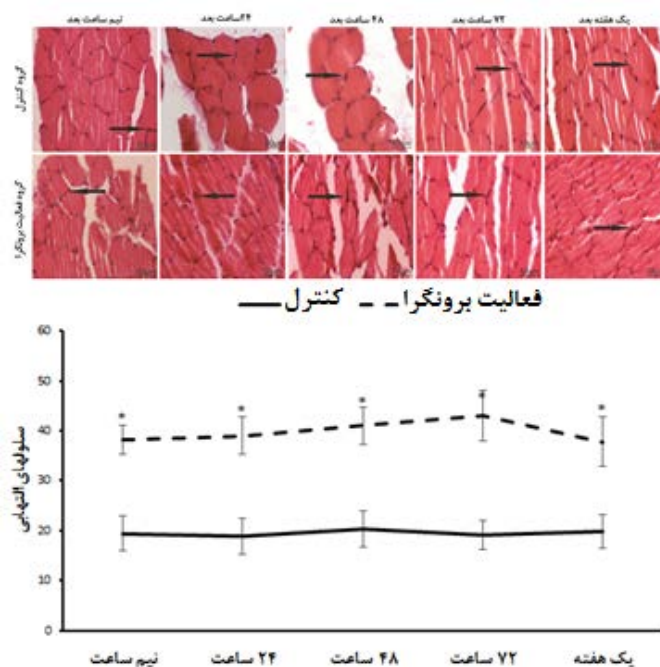 نیم ساعت بعد ۲۴ساعت بعد ۴۸ ساعت بعد ۷۲ ساعت بعد یک هفته بعد
گروه کنترل
گروه فعالیت برونگرا
کنترل فعالیت برونگرا
سلولهای التهابی
60
50
40
30
20
10
0
* * * * *
نیم ساعت ۲۴ ساعت ۴۸ ساعت ۷۲ ساعت یک هفته